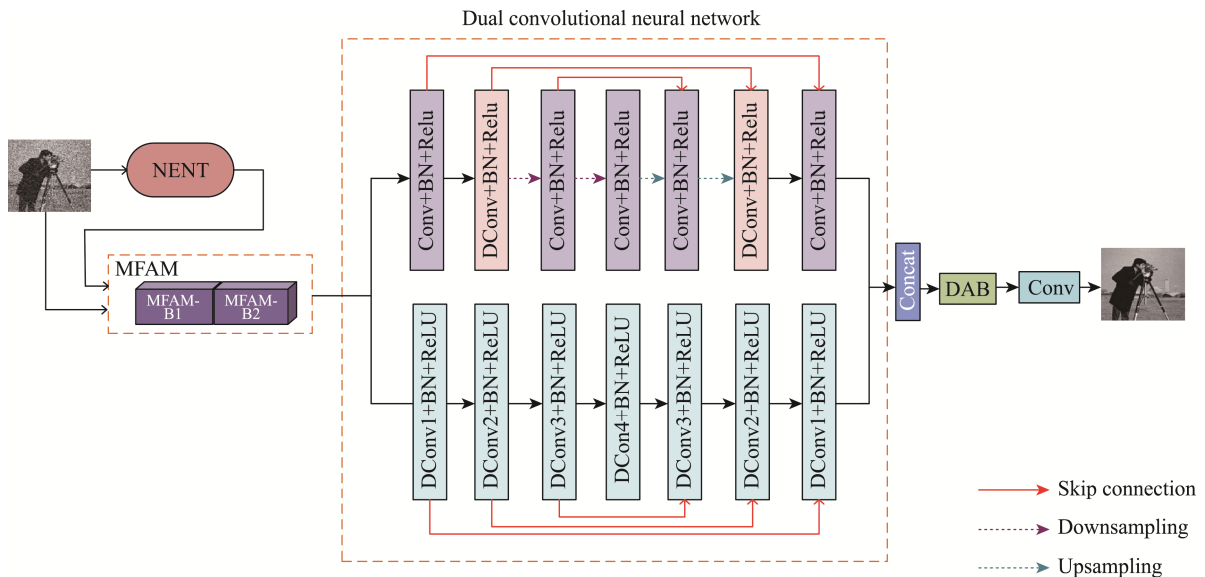 Dual convolutional neural network
NENT
MFAM
MFAM-
B1
MFAM-
B2
Conv+BN+Relu
DConv+BN+Relu
Conv+BN+Relu
Conv+BN+Relu
Conv+BN+Relu
DConv+BN+Relu
Conv+BN+Relu
DConv1+BN+ReLU
DConv2+BN+ReLU
DConv3+BN+ReLU
DCon4+BN+ReLU
DConv3+BN+ReLU
DConv2+BN+ReLU
DConv1+BN+ReLU
Concat
DAB
Conv
Skip connection
Downsampling
Upsampling